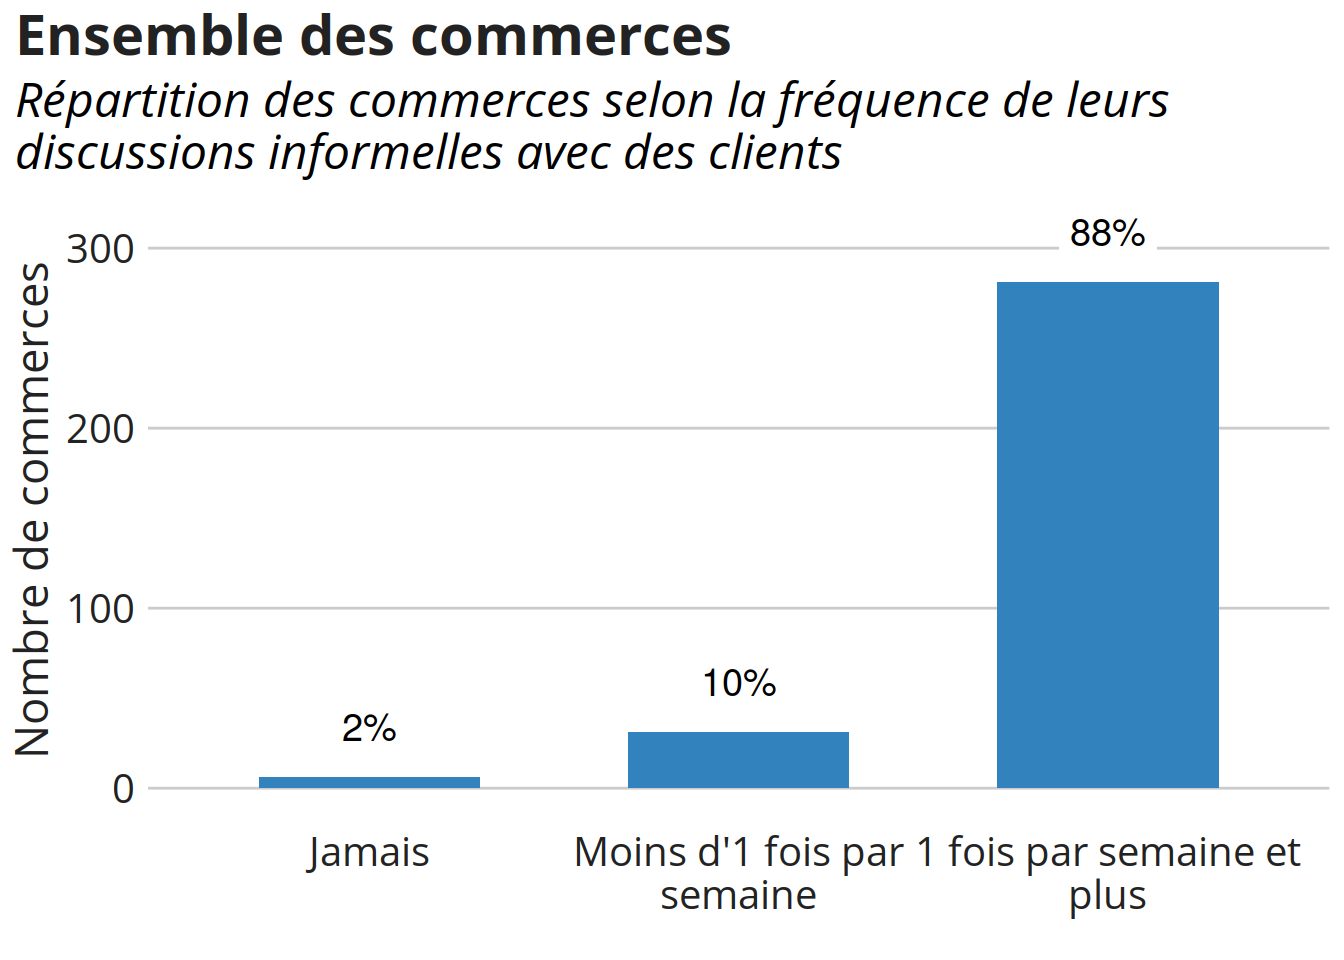 Ensemble des commerces
Répartition des commerces selon la fréquence de leurs
discussions informelles avec des clients
Nombre de commerces
300
200
100
0
2%
10%
88%
Jamais
Moins d'1 fois par
semaine
1 fois par semaine et
plus